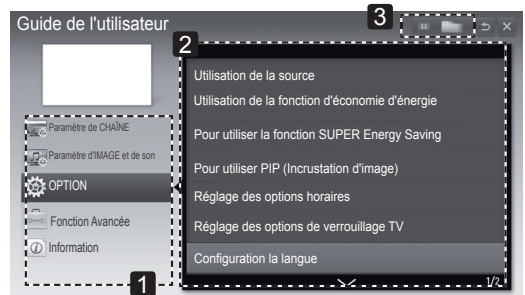 Guide de l'utilisateur
3
2
Utilisation de la source
Utilisation de la fonction d'économie d'énergie
Pour utiliser la fonction SUPER Energy Saving
Pour utiliser PIP (Incrustation d'image)
Réglage des options horaires
Réglage des options de verrouillage TV
Configuration la langue
1/2
Paramètre de CHAÎNE
Paramètre d'IMAGE et de son
OPTION
Fonction Avancée
Information
1